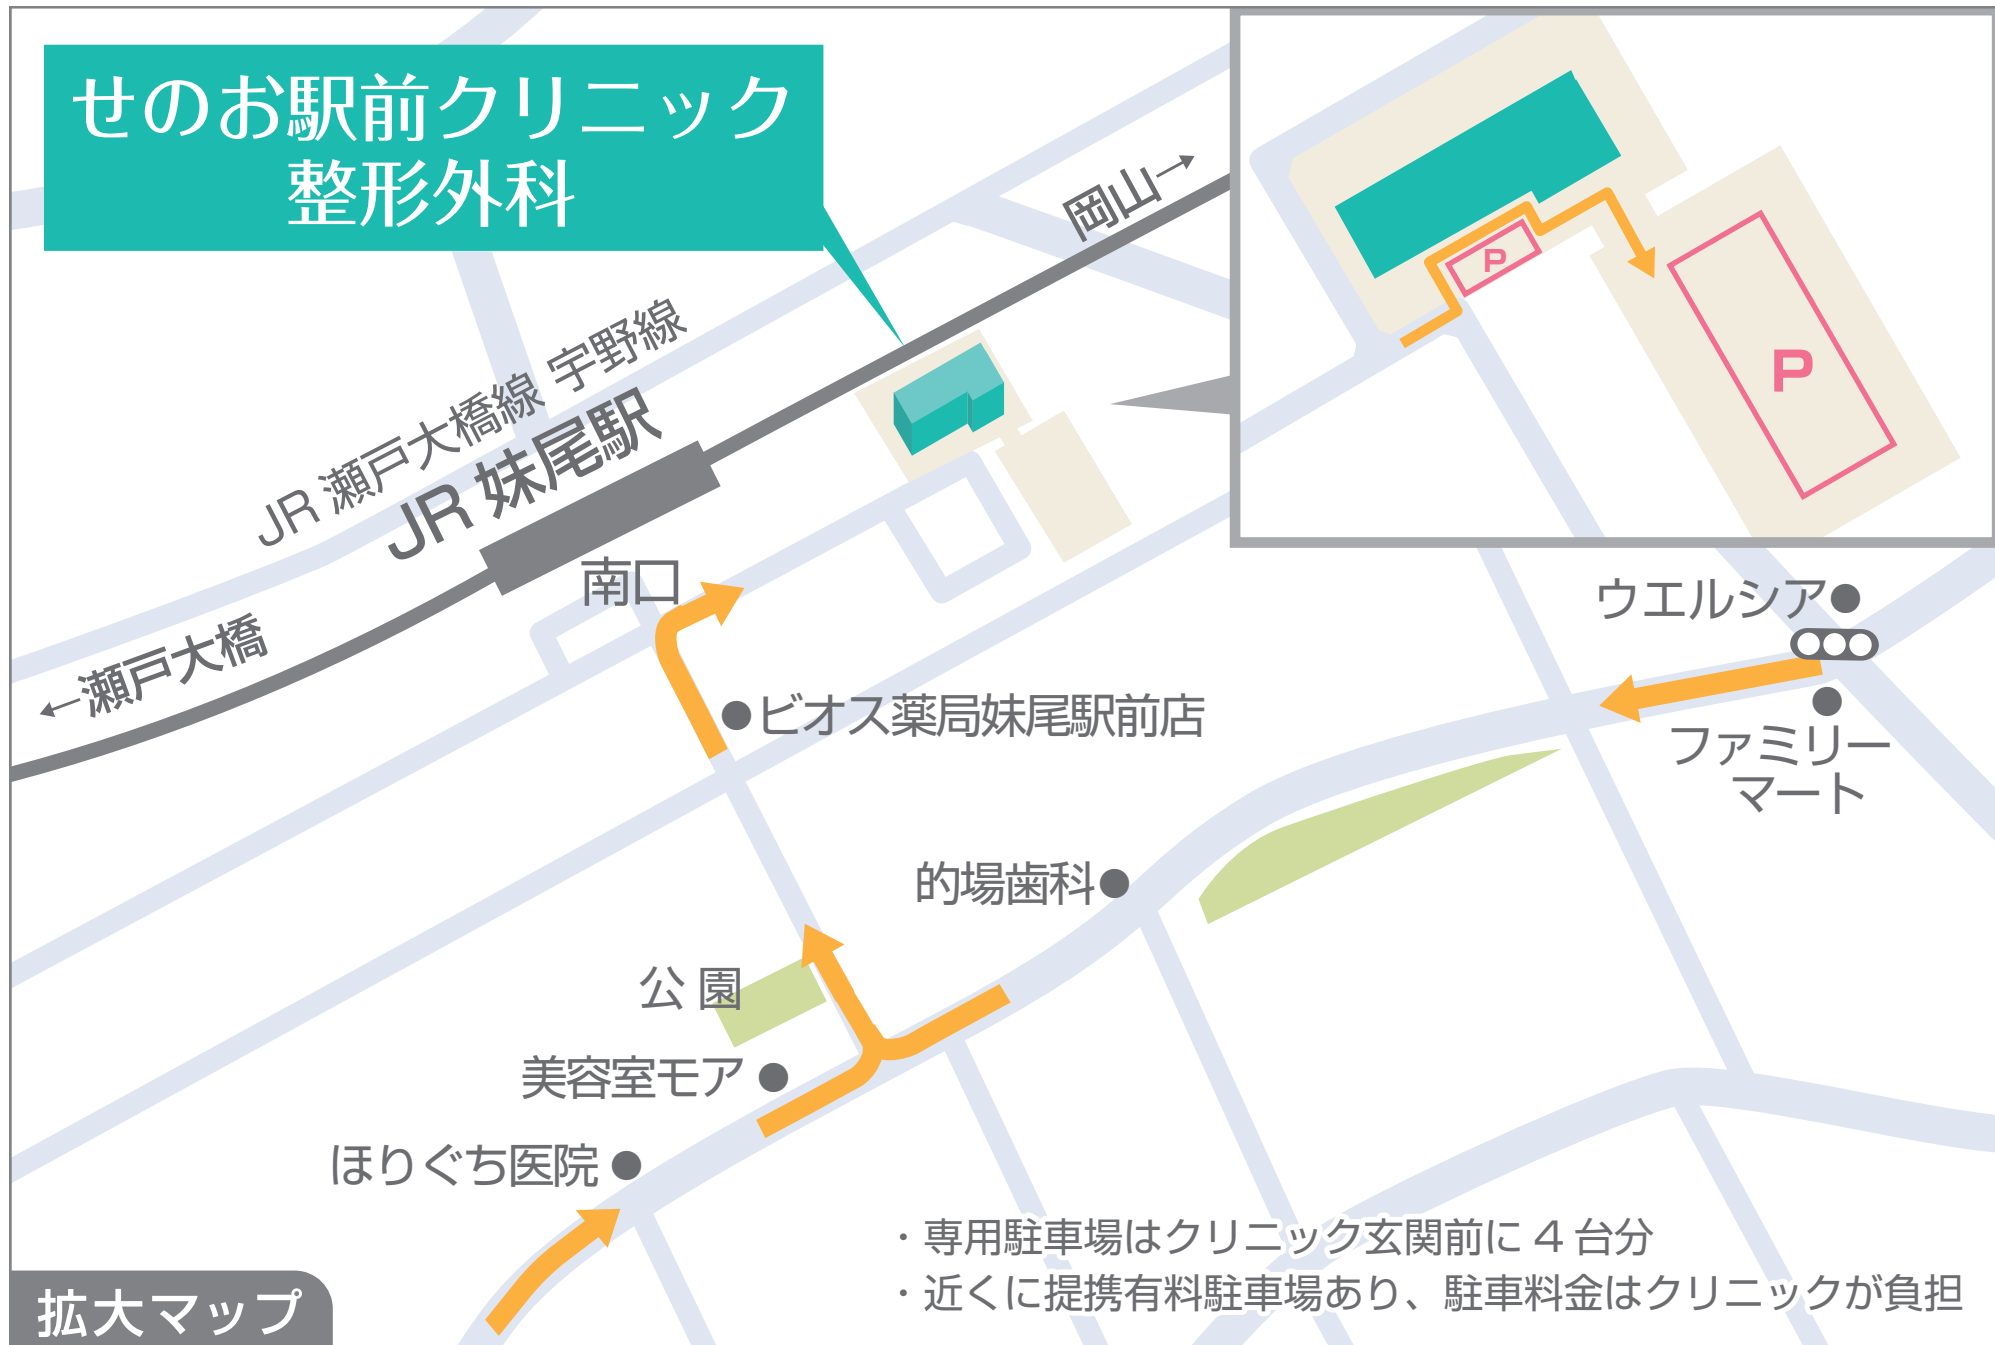 せのお駅前クリニック
整形外科
岡山→
JR 瀬戸大橋線 宇野線
JR 妹尾駅
南口
←瀬戸大橋
P
P
ウエルシア
ファミリー
マート
ビオス薬局妹尾駅前店
的場歯科
公 園
美容室モア
ほりぐち医院
・専用駐車場はクリニック玄関前に 4 台分
・近くに提携有料駐車場あり、駐車料金はクリニックが負担
拡大マップ